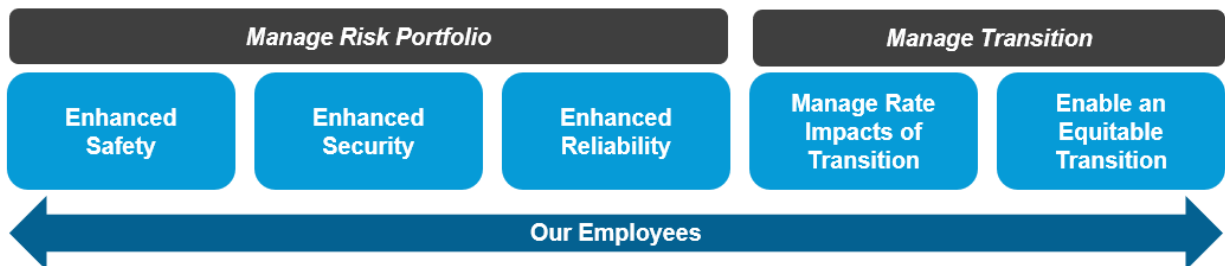 Manage Risk Portfolio
Manage Transition
Enhanced
Safety
Enhanced
Security
Enhanced
Reliability
Manage Rate
Impacts of
Transition
Enable an
Equitable
Transition
Our Employees